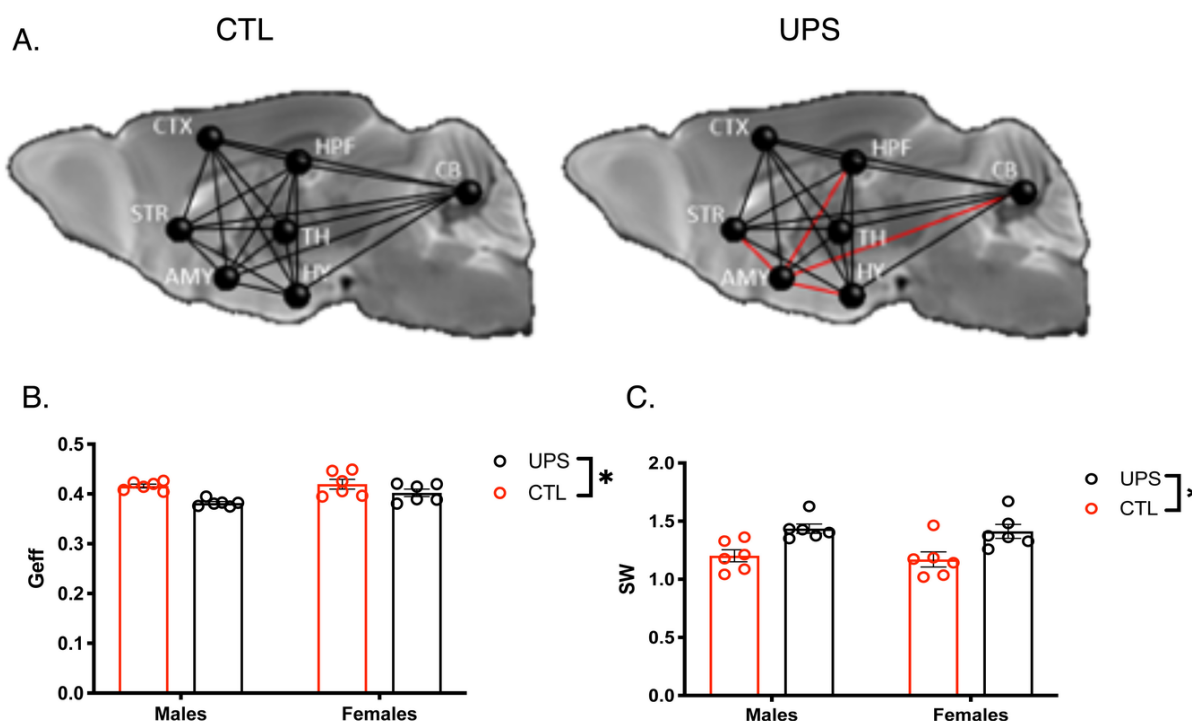 A.
CTL
UPS
CTX
HPF
CB
STR
TH
AMY
HY
CTX
HPF
CB
STR
TH
AMY
HY
B.
0.5
0.4
0.3
0.2
0.1
0.0
Geff
Males
Females
UPS
CTL
*
C.
2.0
1.5
1.0
0.5
0.0
SW
Males
Females
UPS
CTL